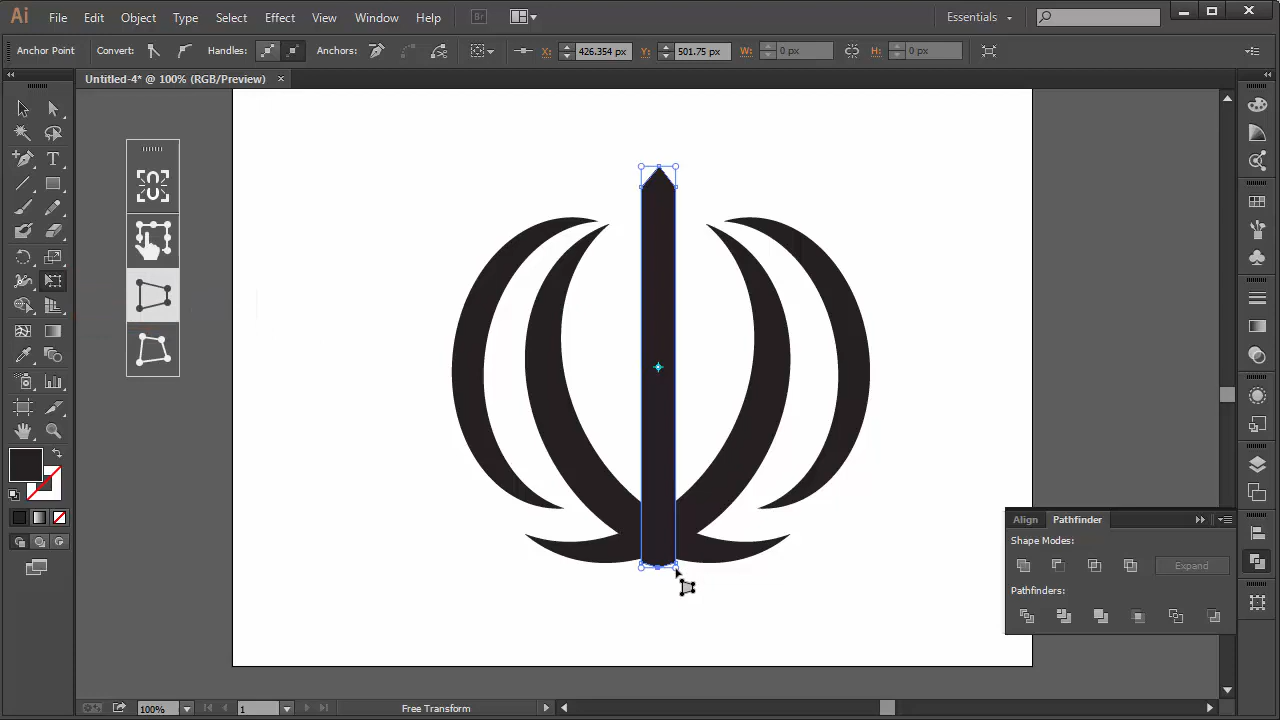 Ai File Edit Object Type Select Effect View Window Help Br Essentials
Anchor Point Convert: Handles: Anchors: X: 426.354 px Y: 501.75 px W: 0 px H: 0 px
Untitled-4* @ 100% (RGB/Preview) ×
T
Align Pathfinder
Shape Modes:
Expand
Pathfinders:
100% 1 Free Transform